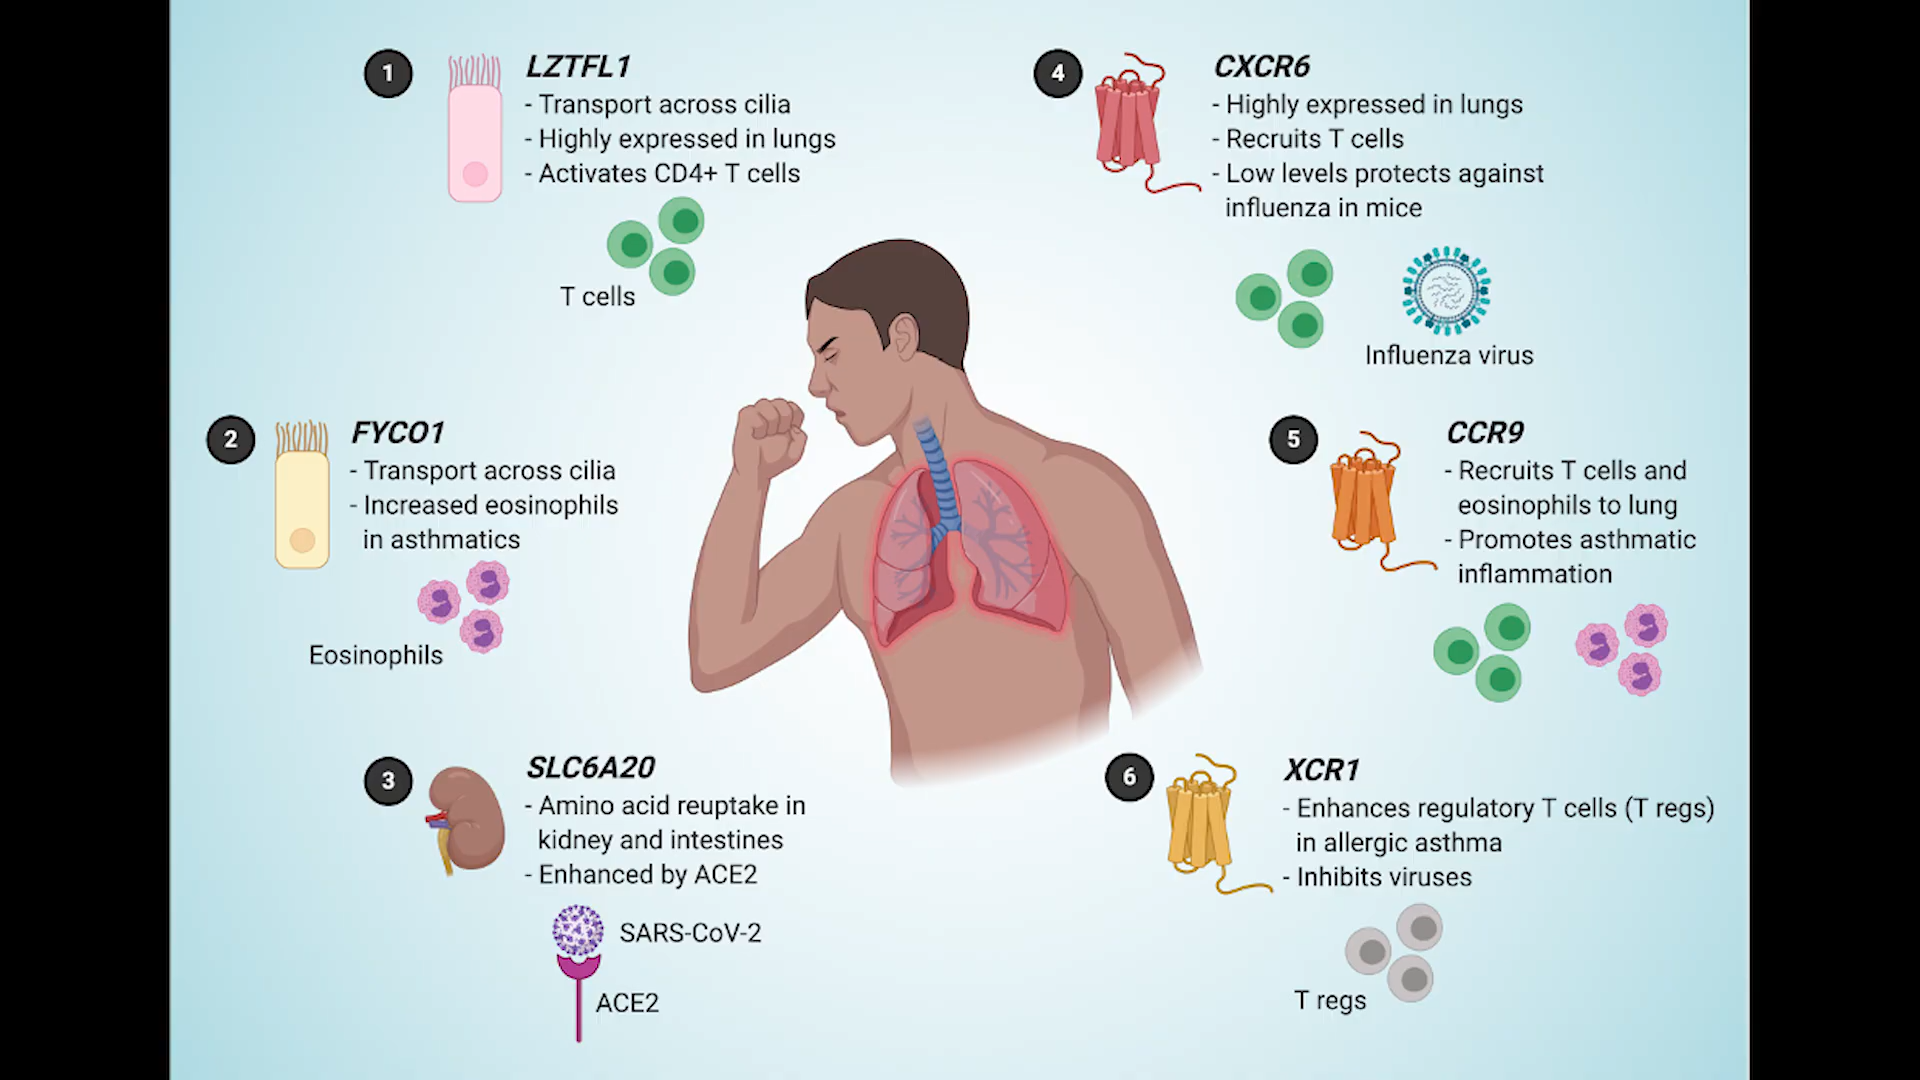 1
LZTFL1
- Transport across cilia
- Highly expressed in lungs
- Activates CD4+ T cells
T cells
2
FYCO1
- Transport across cilia
- Increased eosinophils
in asthmatics
Eosinophils
3
SLC6A20
- Amino acid reuptake in
kidney and intestines
- Enhanced by ACE2
SARS-CoV-2
ACE2
4
CXCR6
- Highly expressed in lungs
- Recruits T cells
- Low levels protects against
influenza in mice
Influenza virus
5
CCR9
- Recruits T cells and
eosinophils to lung
- Promotes asthmatic
inflammation
6
XCR1
- Enhances regulatory T cells (T regs)
in allergic asthma
- Inhibits viruses
T regs